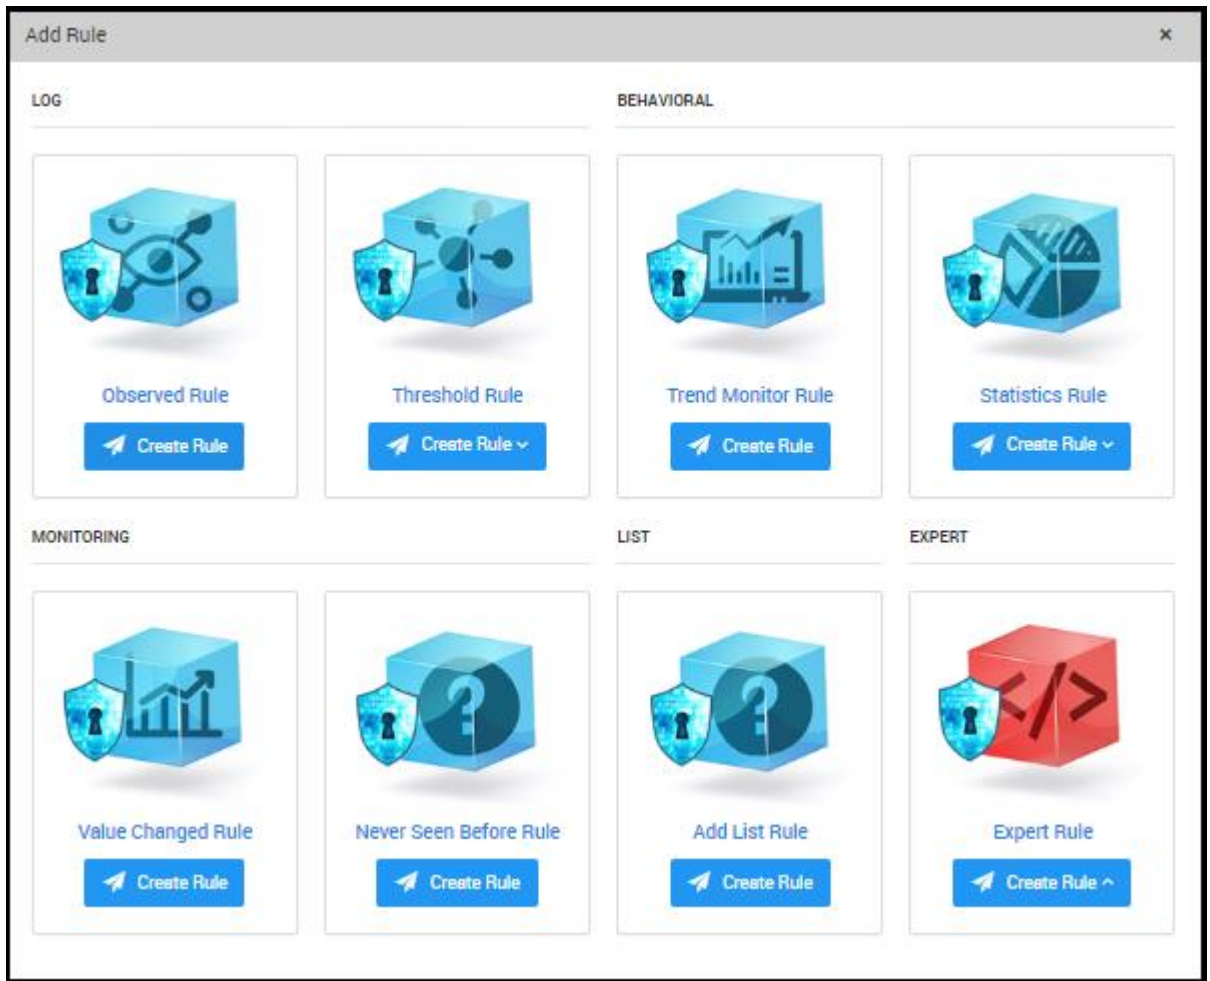 Add Rule ×
LOG
BEHAVIORAL
Observed Rule
Threshold Rule
Trend Monitor Rule
Statistics Rule
Create Rule
Create Rule
Create Rule
Create Rule
MONITORING
LIST
EXPERT
Value Changed Rule
Never Seen Before Rule
Add List Rule
Expert Rule
Create Rule
Create Rule
Create Rule
Create Rule